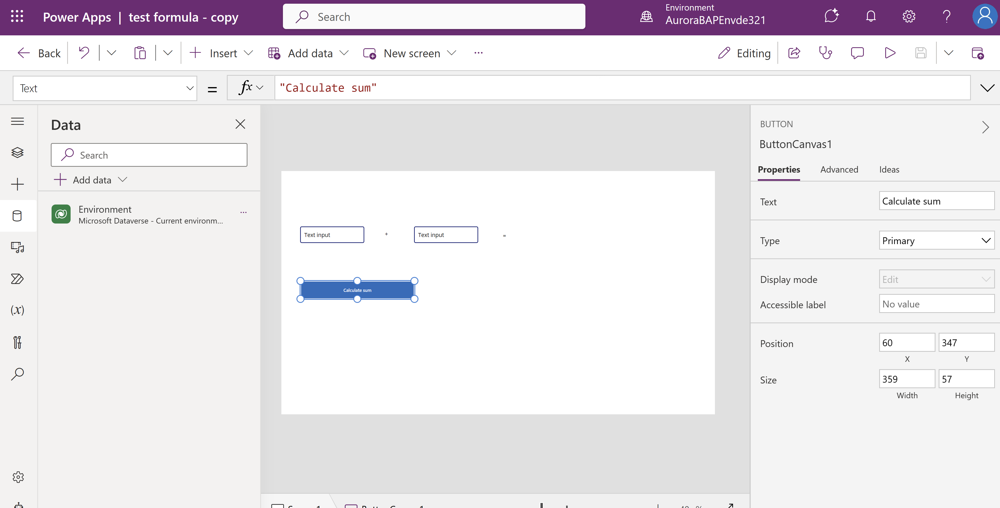 Power Apps | test formula - copy
Search
Environment
AuroraBAPEnvde321
Back
Insert
Add data
New screen
...
Editing
Text
=
fx
"Calculate sum"
Data
Search
Add data
Environment
Microsoft Dataverse - Current environm...
...
(x)
Text input
+
Text input
=
Calculate sum
BUTTON
ButtonCanvas1
Properties
Advanced
Ideas
Text
Calculate sum
Type
Primary
Display mode
Edit
Accessible label
No value
Position
60
347
X
Y
Size
359
57
Width
Height